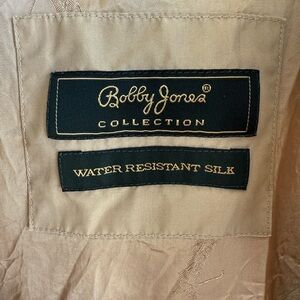 Bobby Jones®
COLLECTION
WATER RESISTANT SILK